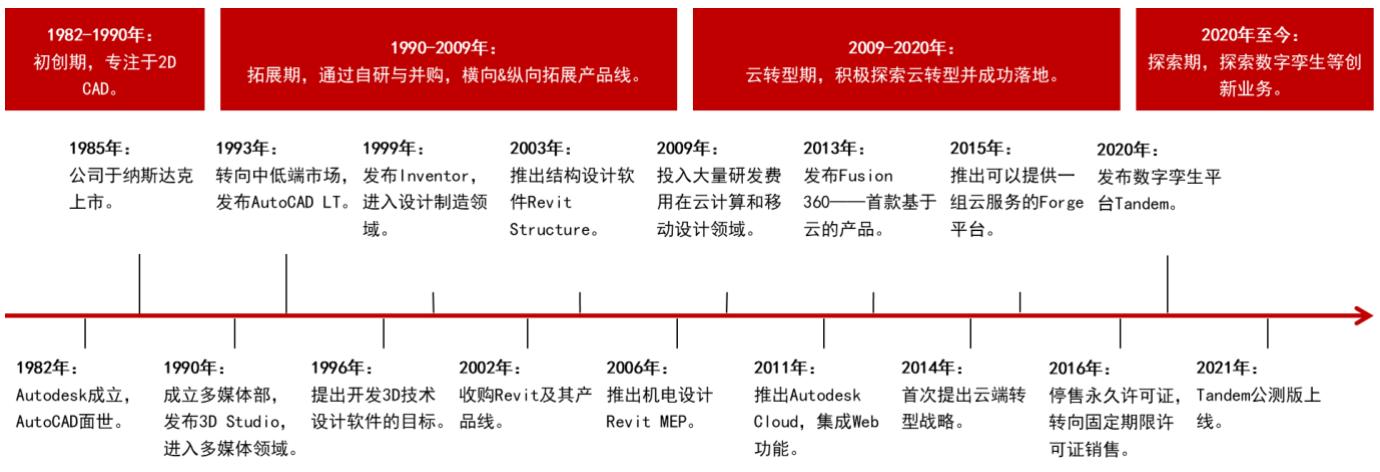 1982-1990年：
初创期，专注于2D
CAD。
1990-2009年：
拓展期，通过自研与并购，横向&纵向拓展产品线。
2009-2020年：
云转型期，积极探索云转型并成功落地。
2020年至今：
探索期，探索数字孪生等创
新业务。
1985年：
公司于纳斯达克
上市。
1993年：
转向中低端市场，
发布AutoCAD LT。
1999年：
发布Inventor，
进入设计制造领
域。
2003年：
推出结构设计软
件Revit
Structure。
2009年：
投入大量研发费
用在云计算和移
动设计领域。
2013年：
发布Fusion
360——首款基于
云的产品。
2015年：
推出可以提供一
组云服务的Forge
平台。
2020年：
发布数字孪生平
台Tandem。
1982年：
Autodesk成立，
AutoCAD面世。
1990年：
成立多媒体部，
发布3D Studio，
进入多媒体领域。
1996年：
提出开发3D技术
设计软件的目标。
2002年：
收购Revit及其产
品线。
2006年：
推出机电设计
Revit MEP。
2011年：
推出Autodesk
Cloud，集成Web
功能。
2014年：
首次提出云端转
型战略。
2016年：
停售永久许可证，
转向固定期限许
可证销售。
2021年：
Tandem公测版上
线。